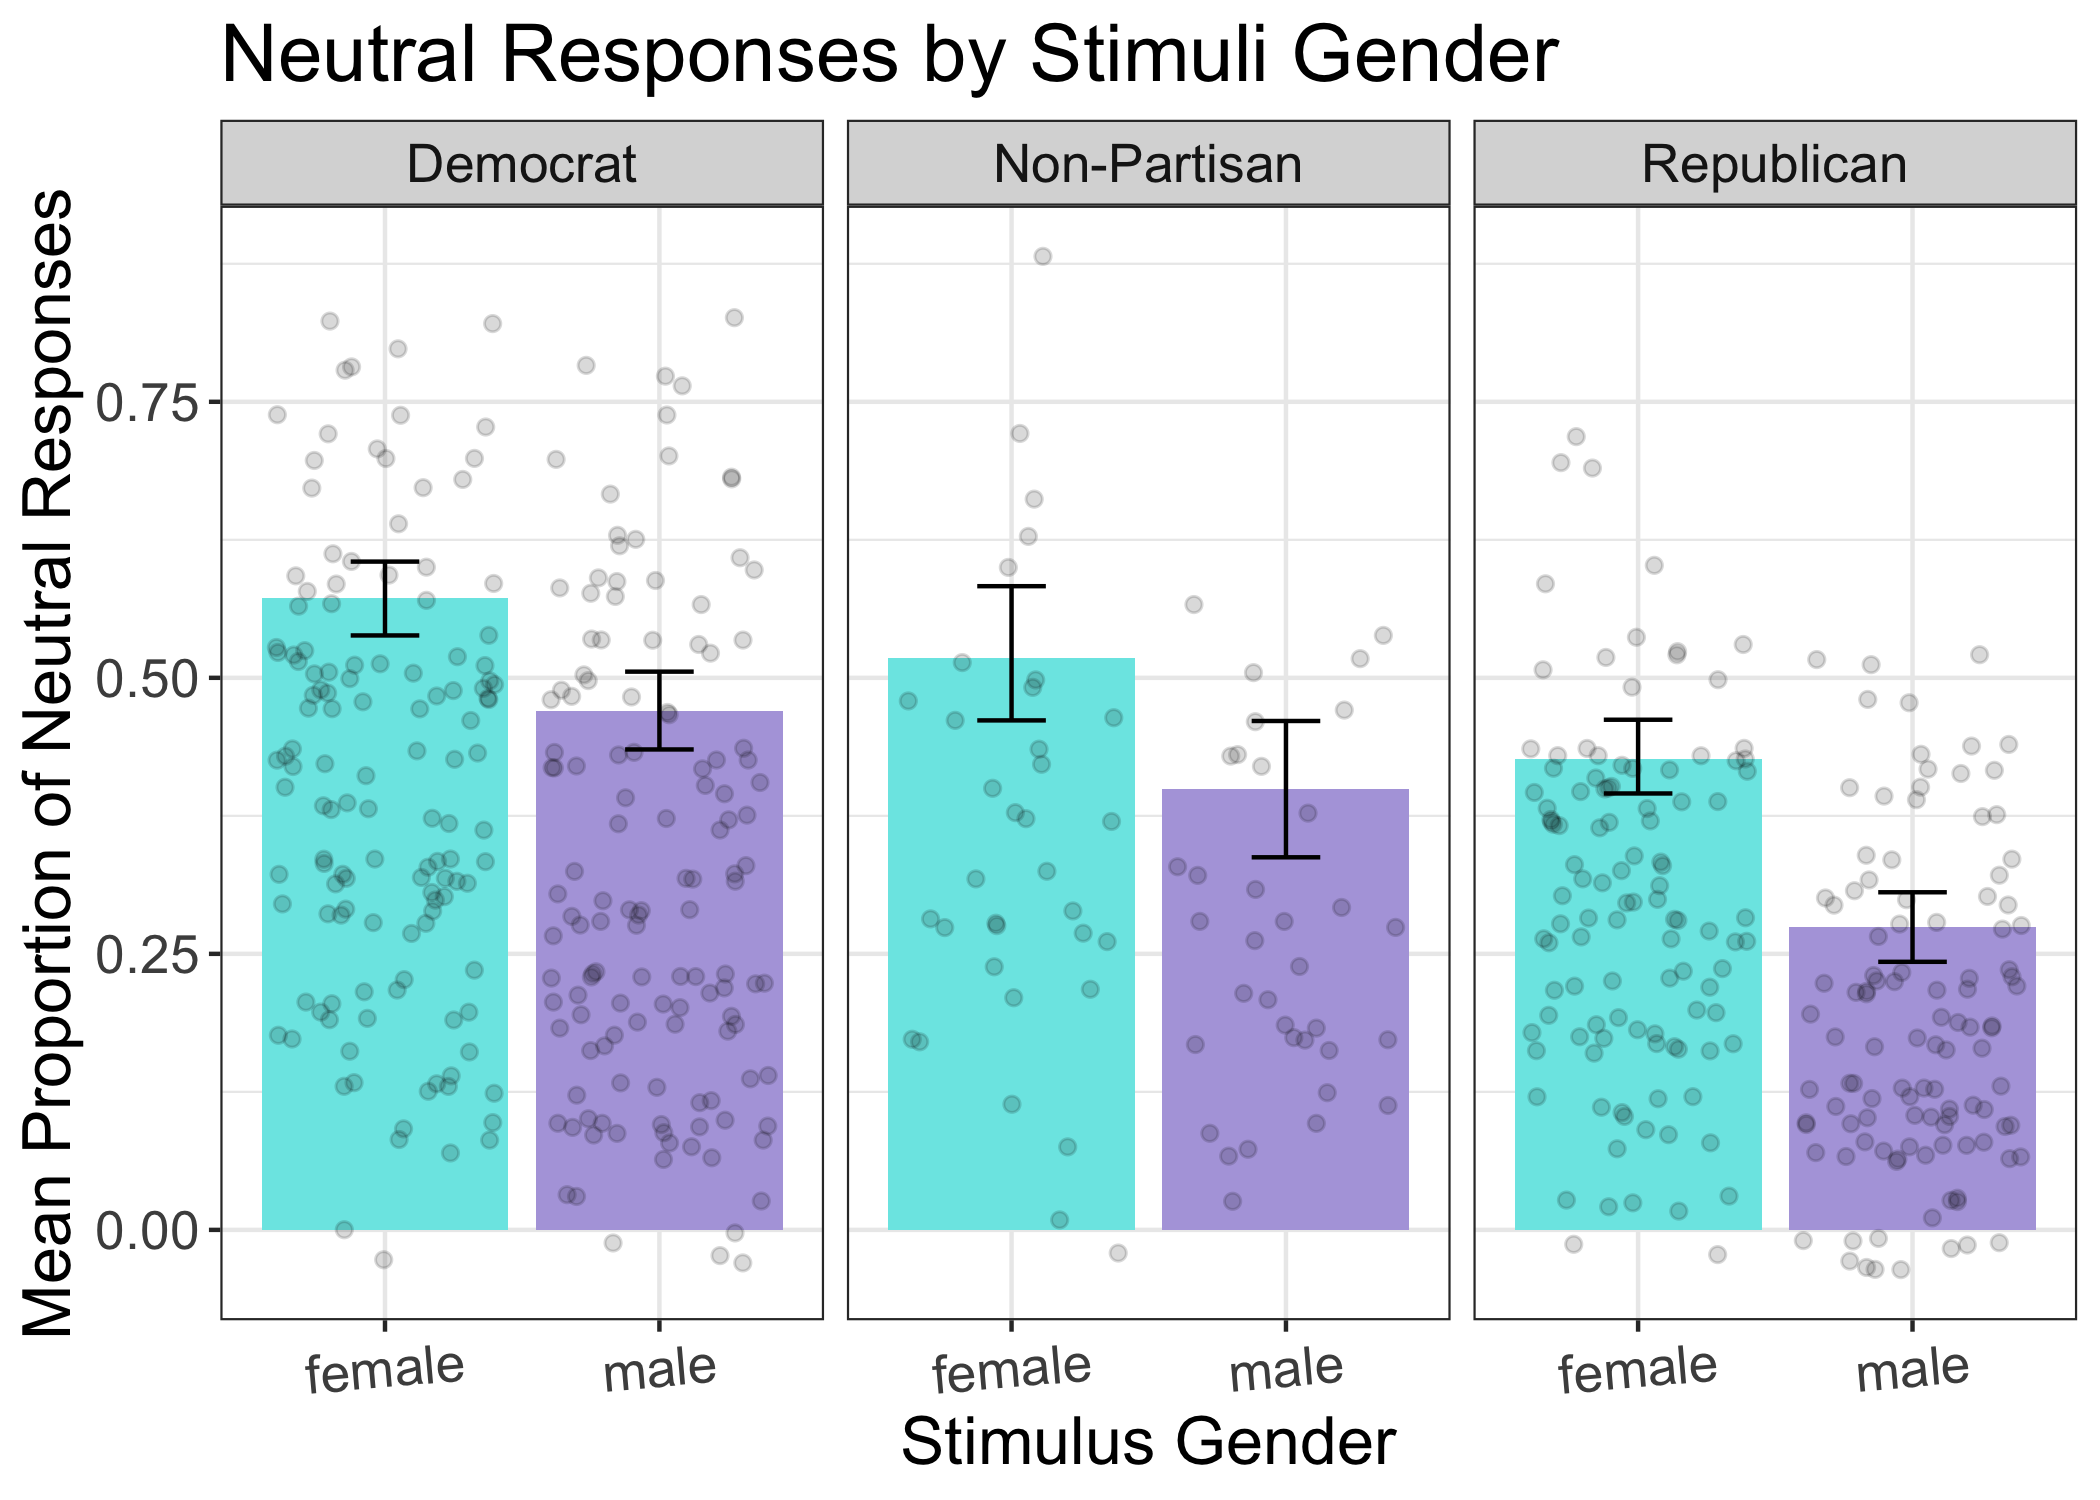 Neutral Responses by Stimuli Gender
Democrat
Non-Partisan
Republican
Mean Proportion of Neutral Responses
0.75
0.50
0.25
0.00
female
male
female
male
female
male
Stimulus Gender